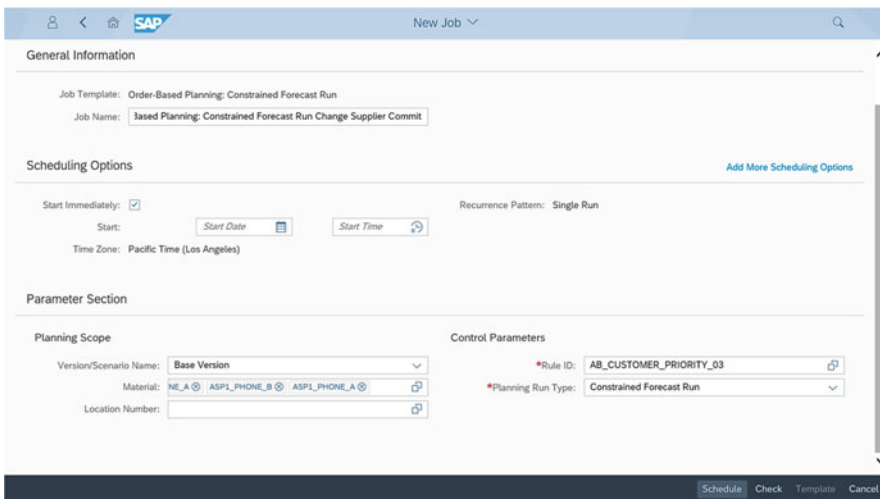 SAP New Job
General Information
Job Template: Order-Based Planning: Constrained Forecast Run
Job Name: Based Planning: Constrained Forecast Run Change Supplier Commit
Scheduling Options Add More Scheduling Options
Start Immediately: Recurrence Pattern: Single Run
Start: Start Date Start Time
Time Zone: Pacific Time (Los Angeles)
Parameter Section
Planning Scope Control Parameters
Version/Scenario Name: Base Version *Rule ID: AB_CUSTOMER_PRIORITY_03
Material: NE_A ASP1_PHONE_B ASP1_PHONE_A *Planning Run Type: Constrained Forecast Run
Location Number:
Schedule Check Template Cancel